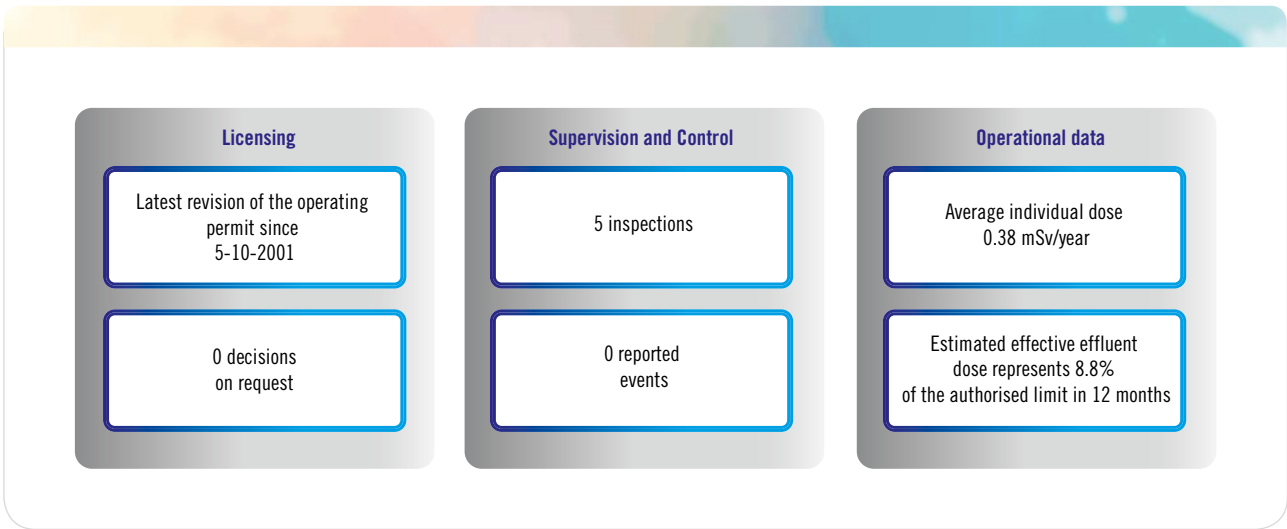 Licensing
Latest revision of the operating
permit since
5-10-2001
0 decisions
on request
Supervision and Control
5 inspections
0 reported
events
Operational data
Average individual dose
0.38 mSv/year
Estimated effective effluent
dose represents 8.8%
of the authorised limit in 12 months